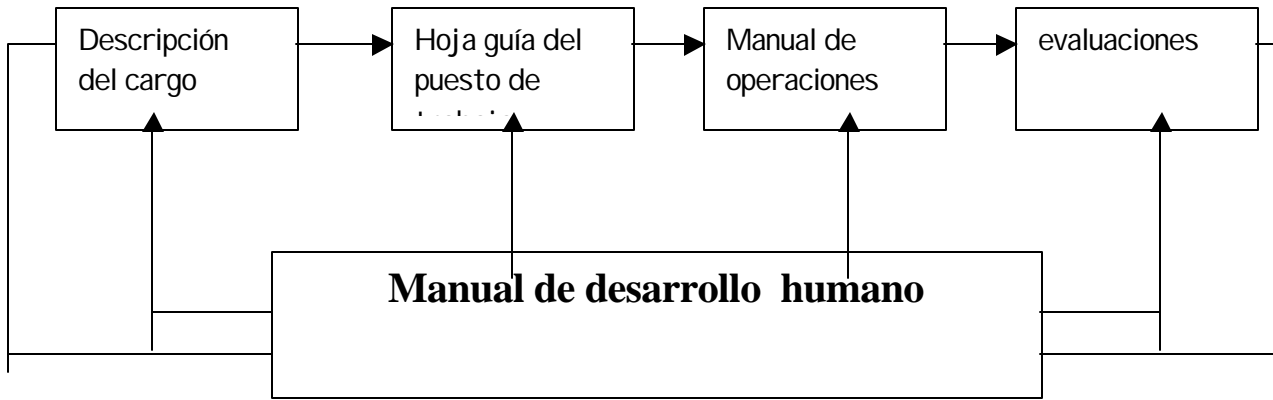 Descripción
del cargo
Hoja guía del
puesto de
Manual de
operaciones
evaluaciones
Manual de desarrollo humano